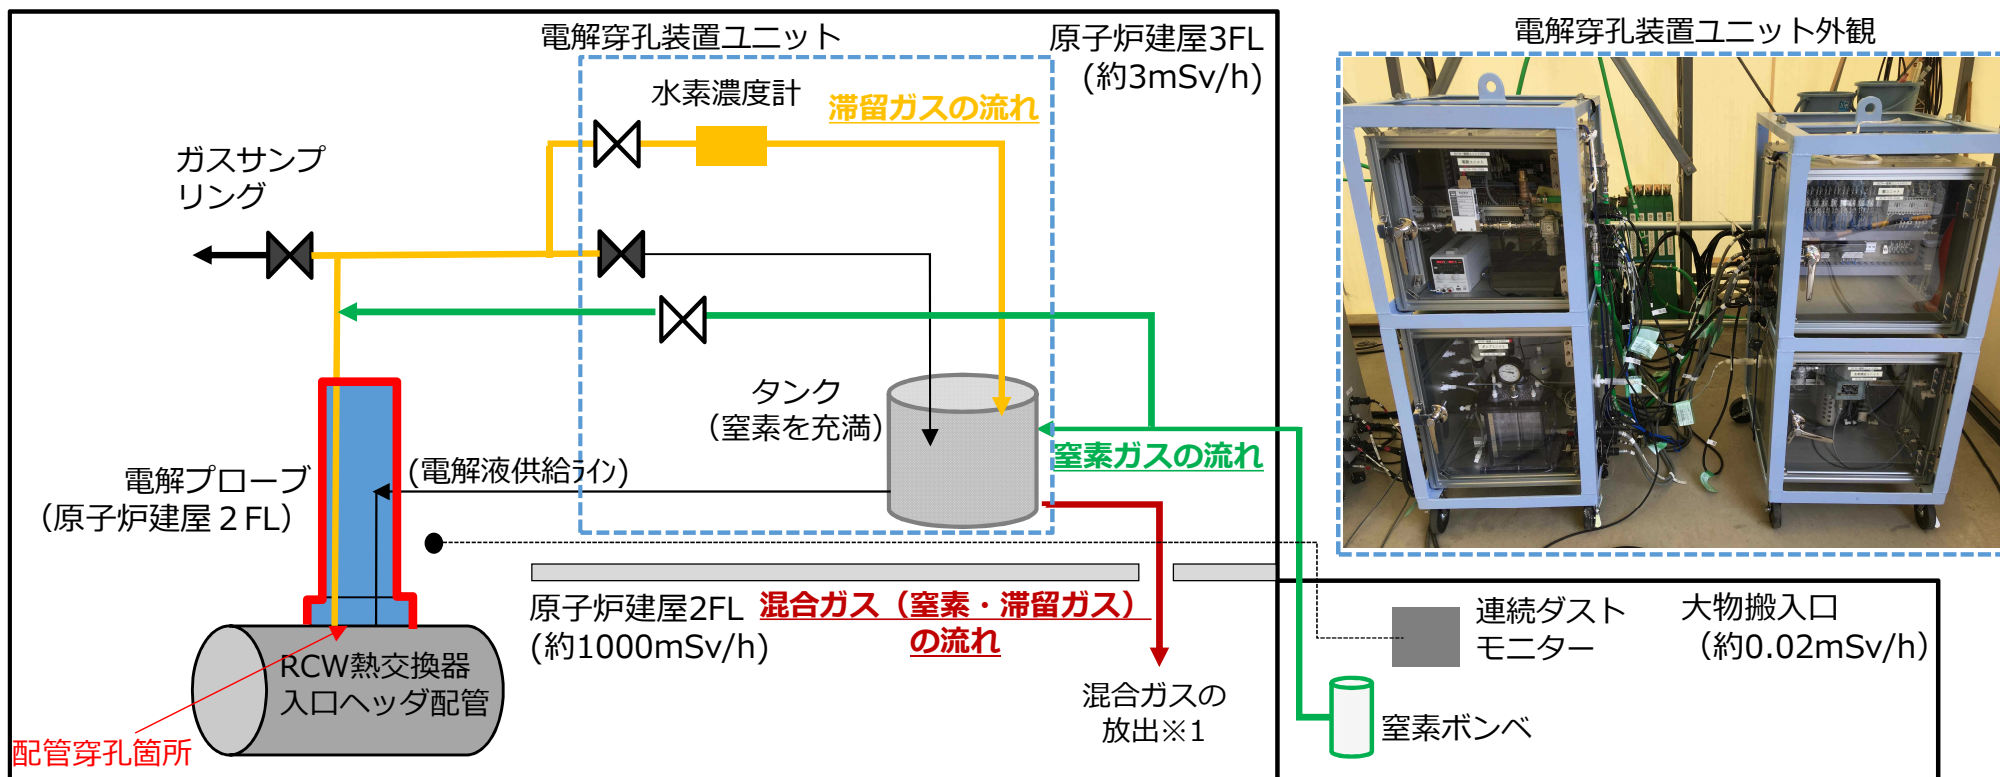 電解穿孔装置ユニット
原子炉建屋3FL
(約3mSv/h)
電解穿孔装置ユニット外観
水素濃度計
滞留ガスの流れ
ガスサンプ
リング
タンク
(窒素を充満)
窒素ガスの流れ
電解プローブ
(原子炉建屋2FL)
(電解液供給ライン)
原子炉建屋2FL
(約1000mSv/h)
混合ガス(窒素・滞留ガス)
の流れ
連続ダスト
モニター
大物搬入口
(約0.02mSv/h)
RCW熱交換器
入口ヘッダ配管
混合ガスの
放出※1
窒素ボンベ
配管穿孔箇所